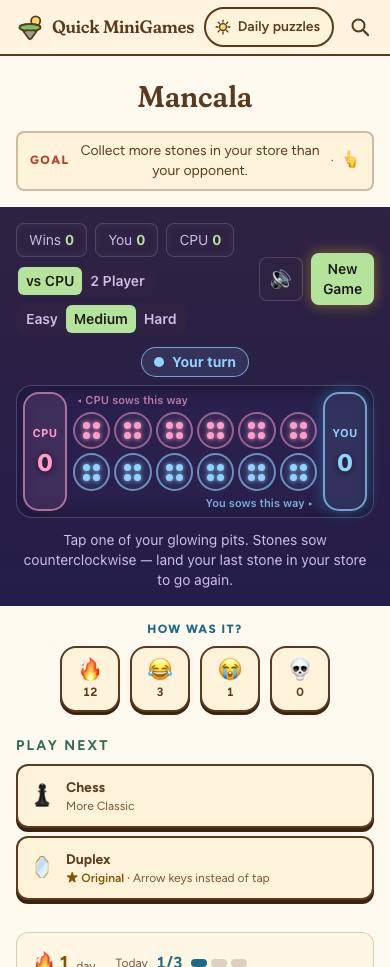 Quick MiniGames
Daily puzzles
Mancala
GOAL
Collect more stones in your store than
your opponent.
·
Wins 0
You 0
CPU 0
vs CPU
2 Player
Easy
Medium
Hard
New
Game
Your turn
CPU
0
CPU sows this way
You sows this way
YOU
0
Tap one of your glowing pits. Stones sow
counterclockwise — land your last stone in your store
to go again.
HOW WAS IT?
12
3
1
0
PLAY NEXT
Chess
More Classic
Duplex
★ Original · Arrow keys instead of tap
1 day
Today 1/3